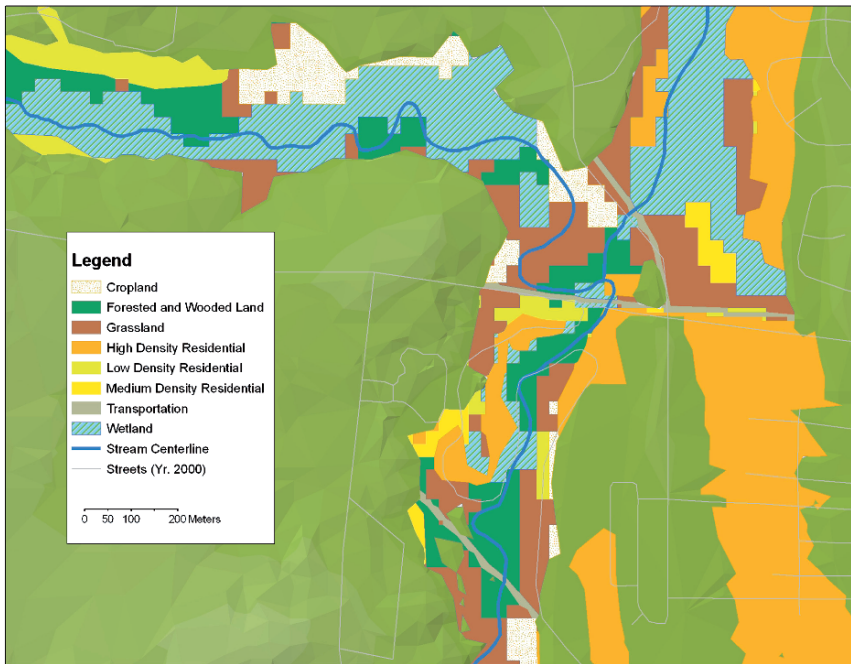 Legend
Cropland
Forested and Wooded Land
Grassland
High Density Residential
Low Density Residential
Medium Density Residential
Transportation
Wetland
Stream Centerline
Streets (Yr. 2000)
0 50 100 200 Meters